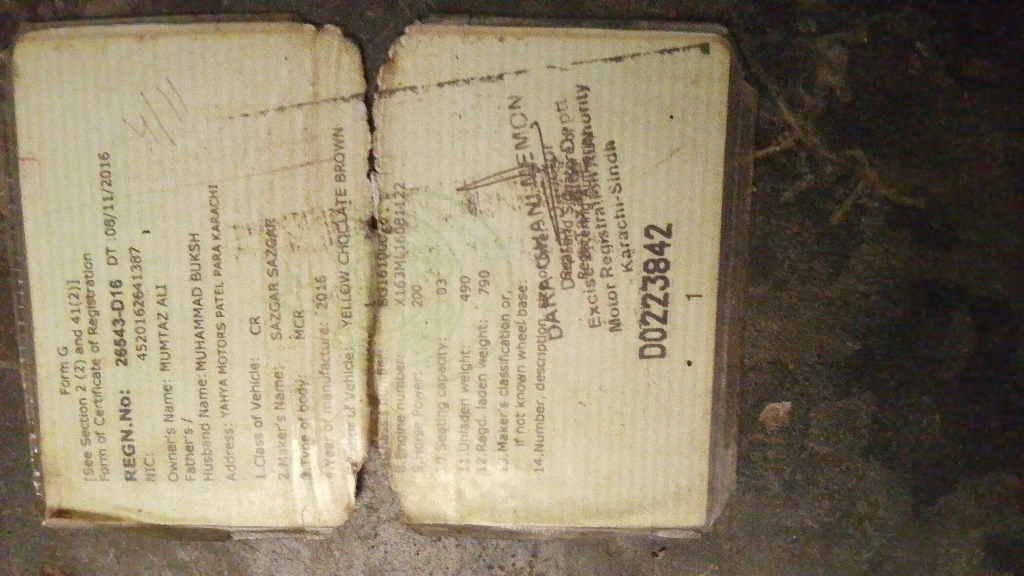 Form G
[See Section 2 (2) and 41(2)]
Form of Certificate of Registration
REGN.No: 26543-D16 DT :08/11/2016
NIC: 4520162641387
Owner's Name: MUMTAZ ALI
Father's /
Husband Name: MUHAMMAD BUKSH
Address: YAHYA MOTORS PATEL PARA KARACHI
1.Class of Vehicle: CR
2.Maker's Name: SAZGAR SAZGAR
3.Type of body: MCR
4.Year of manufacture: 2016
of vehicle: YELLOW CHOCLATE BROWN
8.Engine number:
9.Horse Power: 200
10.Seating capacity: 03
11.Unladen weight: 490
12.Regd. laden weight: 790
13.Maker's classification or,
if not known wheel base:
14.Number, description
GHANI MEMON
Excise
Motor Registration
Karachi-Sindh
D0223842
1